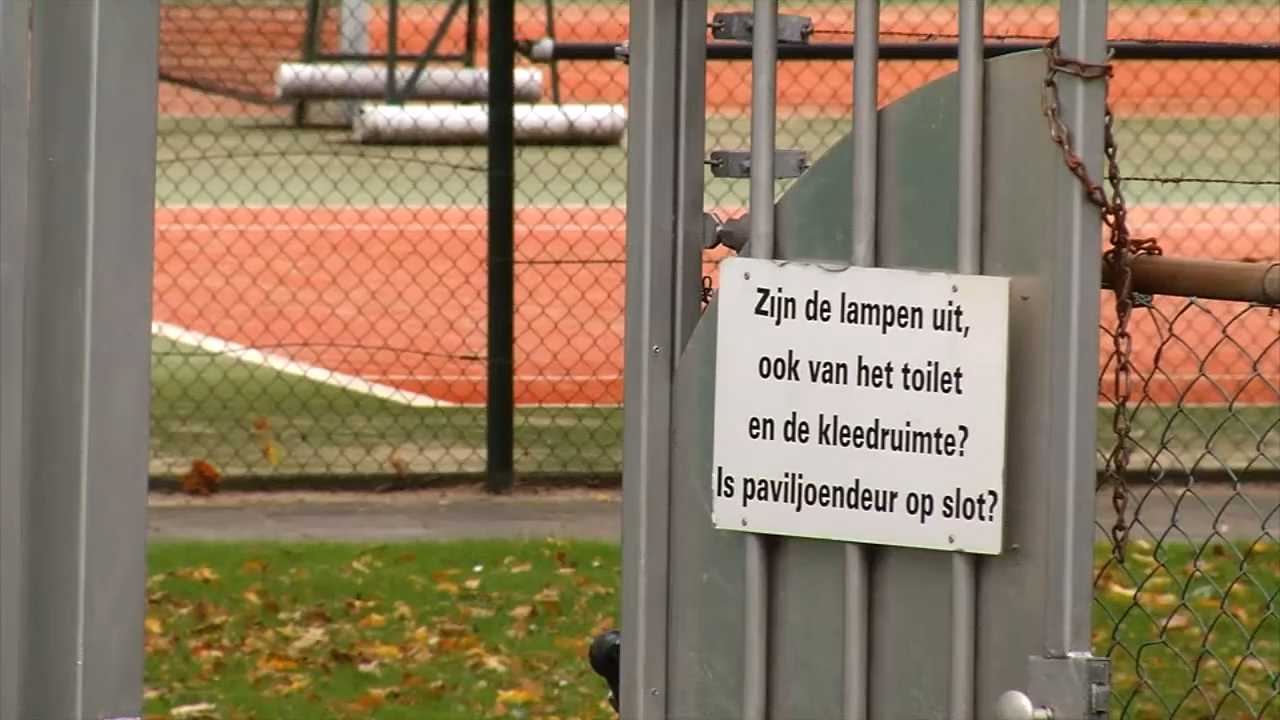 Zijn de lampen uit,
ook van het toilet
en de kleedruimte?
Is paviljoendeur op slot?